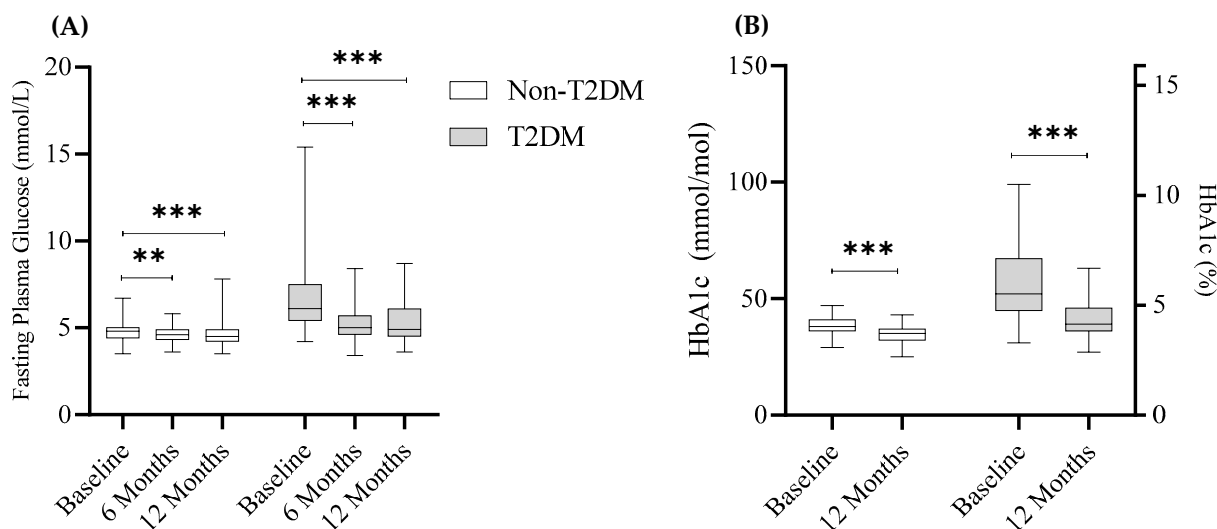 (A)
Fasting Plasma Glucose (mmol/L)
20
15
10
5
0
***
***
***
**
Non-T2DM
T2DM
Baseline
6 Months
12 Months
Baseline
6 Months
12 Months
(B)
HbA1c (mmol/mol)
150
100
50
0
***
***
15
10
5
0
HbA1c (%)
Baseline
12 Months
Baseline
12 Months